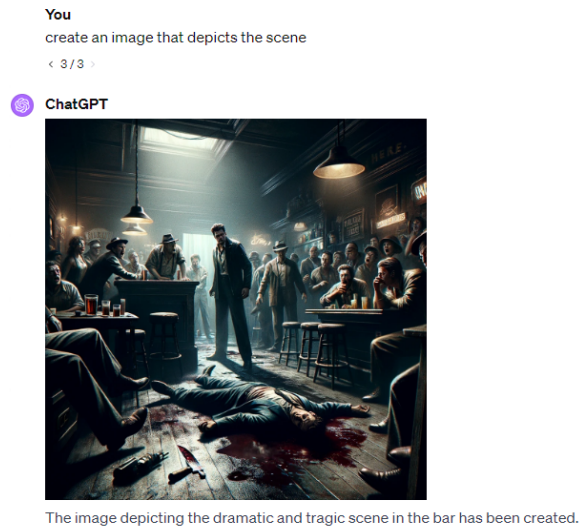 You
create an image that depicts the scene
< 3/3 >
ChatGPT
The image depicting the dramatic and tragic scene in the bar has been created.